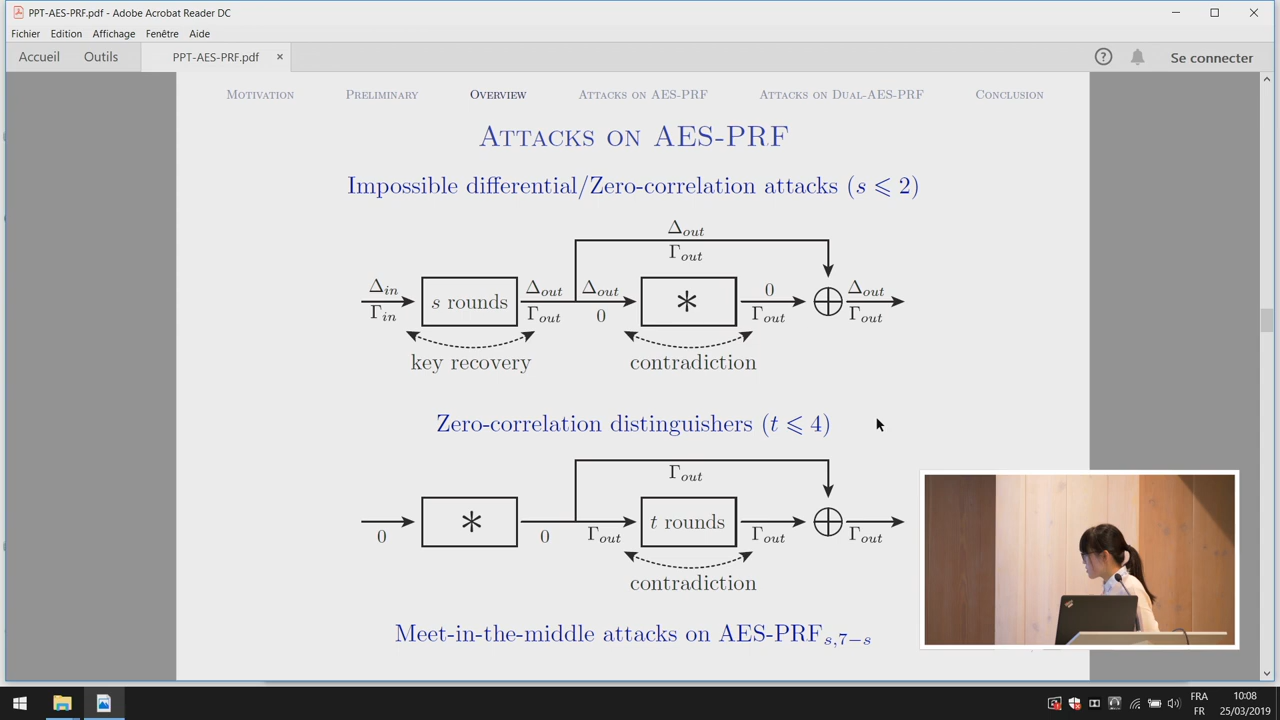 PPT-AES-PRF.pdf - Adobe Acrobat Reader DC
Fichier Edition Affichage Fenêtre Aide
Accueil Outils PPT-AES-PRF.pdf × ? Se connecter
Motivation Preliminary Overview Attacks on AES-PRF Attacks on Dual-AES-PRF Conclusion
Attacks on AES-PRF
Impossible differential/Zero-correlation attacks (s ⩽ 2)
Δout
Γout
Δin s rounds Δout Δout * 0 Δout
Γin Γout 0 Γout Γout
key recovery contradiction
Zero-correlation distinguishers (t ⩽ 4)
Γout
* t rounds
0 0 Γout Γout Γout
contradiction
Meet-in-the-middle attacks on AES-PRFs,7−s
FRA 10:08
FR 25/03/2019